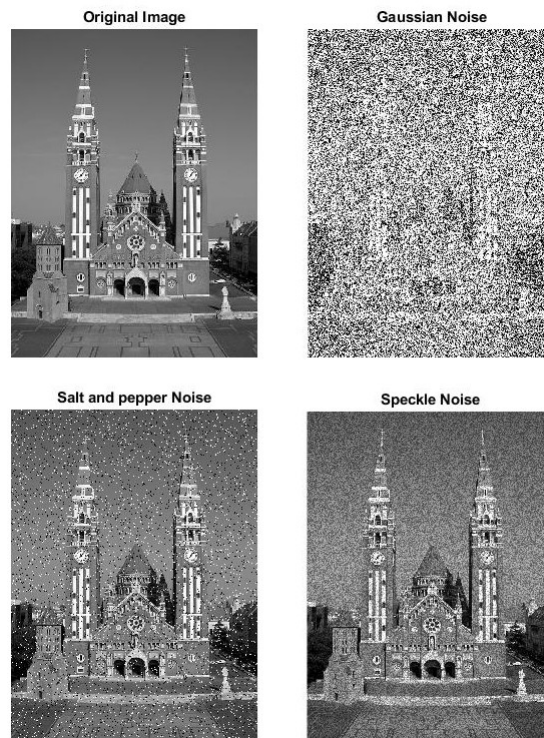 Original Image
Gaussian Noise
Salt and pepper Noise
Speckle Noise